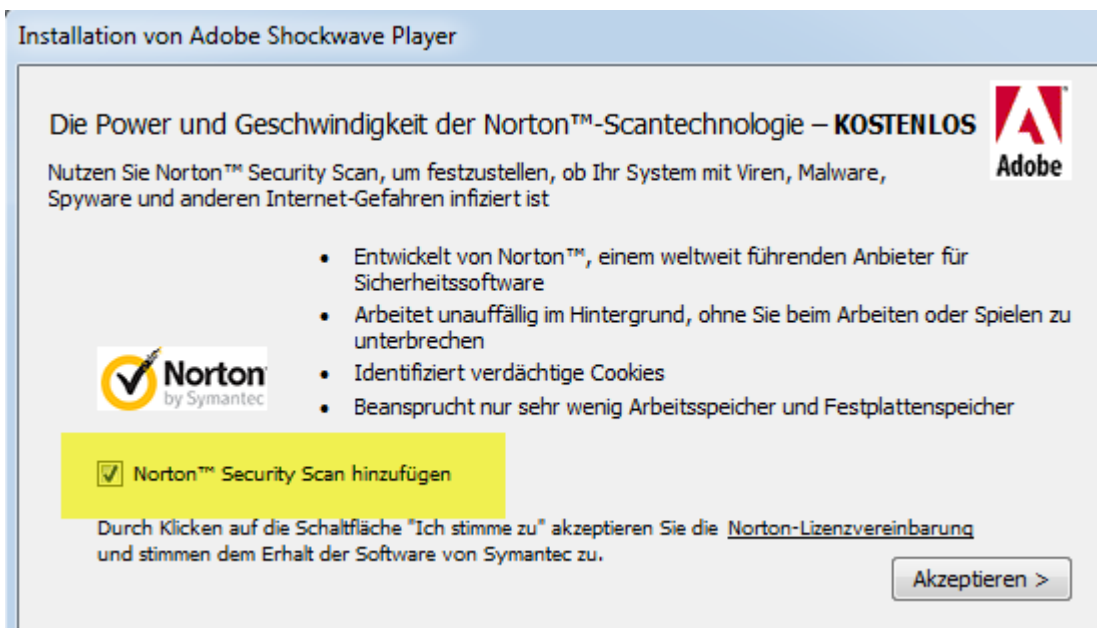 Installation von Adobe Shockwave Player
Die Power und Geschwindigkeit der Norton™-Scantechnologie – KOSTENLOS
Adobe
Nutzen Sie Norton™ Security Scan, um festzustellen, ob Ihr System mit Viren, Malware,
Spyware und anderen Internet-Gefahren infiziert ist
• Entwickelt von Norton™, einem weltweit führenden Anbieter für
Sicherheitssoftware
• Arbeitet unauffällig im Hintergrund, ohne Sie beim Arbeiten oder Spielen zu
unterbrechen
Norton
by Symantec
• Identifiziert verdächtige Cookies
• Beansprucht nur sehr wenig Arbeitsspeicher und Festplattenspeicher
Norton™ Security Scan hinzufügen
Durch Klicken auf die Schaltfläche "Ich stimme zu" akzeptieren Sie die Norton-Lizenzvereinbarung
und stimmen dem Erhalt der Software von Symantec zu.
Akzeptieren >